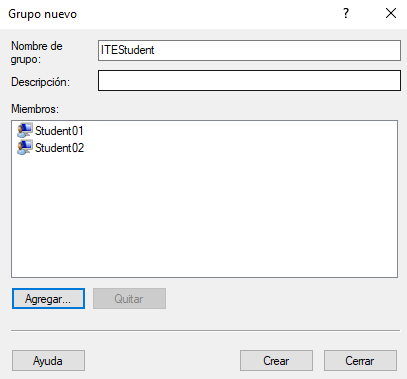 Grupo nuevo
?
Nombre de
grupo:
ITEStudent
Descripción:
Miembros:
Student01
Student02
Agregar...
Quitar
Ayuda
Crear
Cerrar